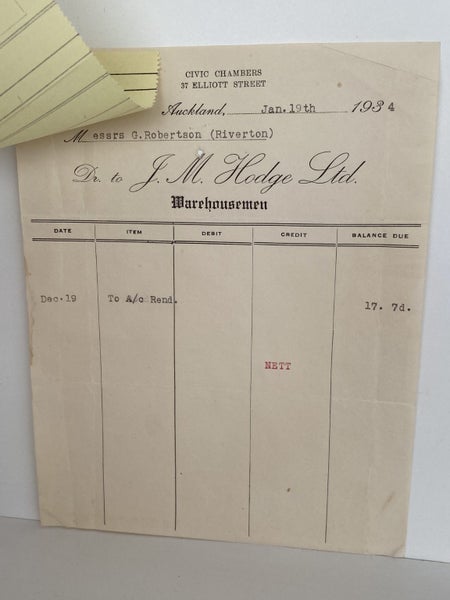 CIVIC CHAMBERS
37 ELLIOTT STREET
Auckland, Jan.19th 1934
Messrs G.Robertson (Riverton)
Dr. to J. M. Hodge Ltd.
Warehousemen
DATE ITEM DEBIT CREDIT BALANCE DUE
Dec.19 To A/c Rend. 17. 7d.
NETT